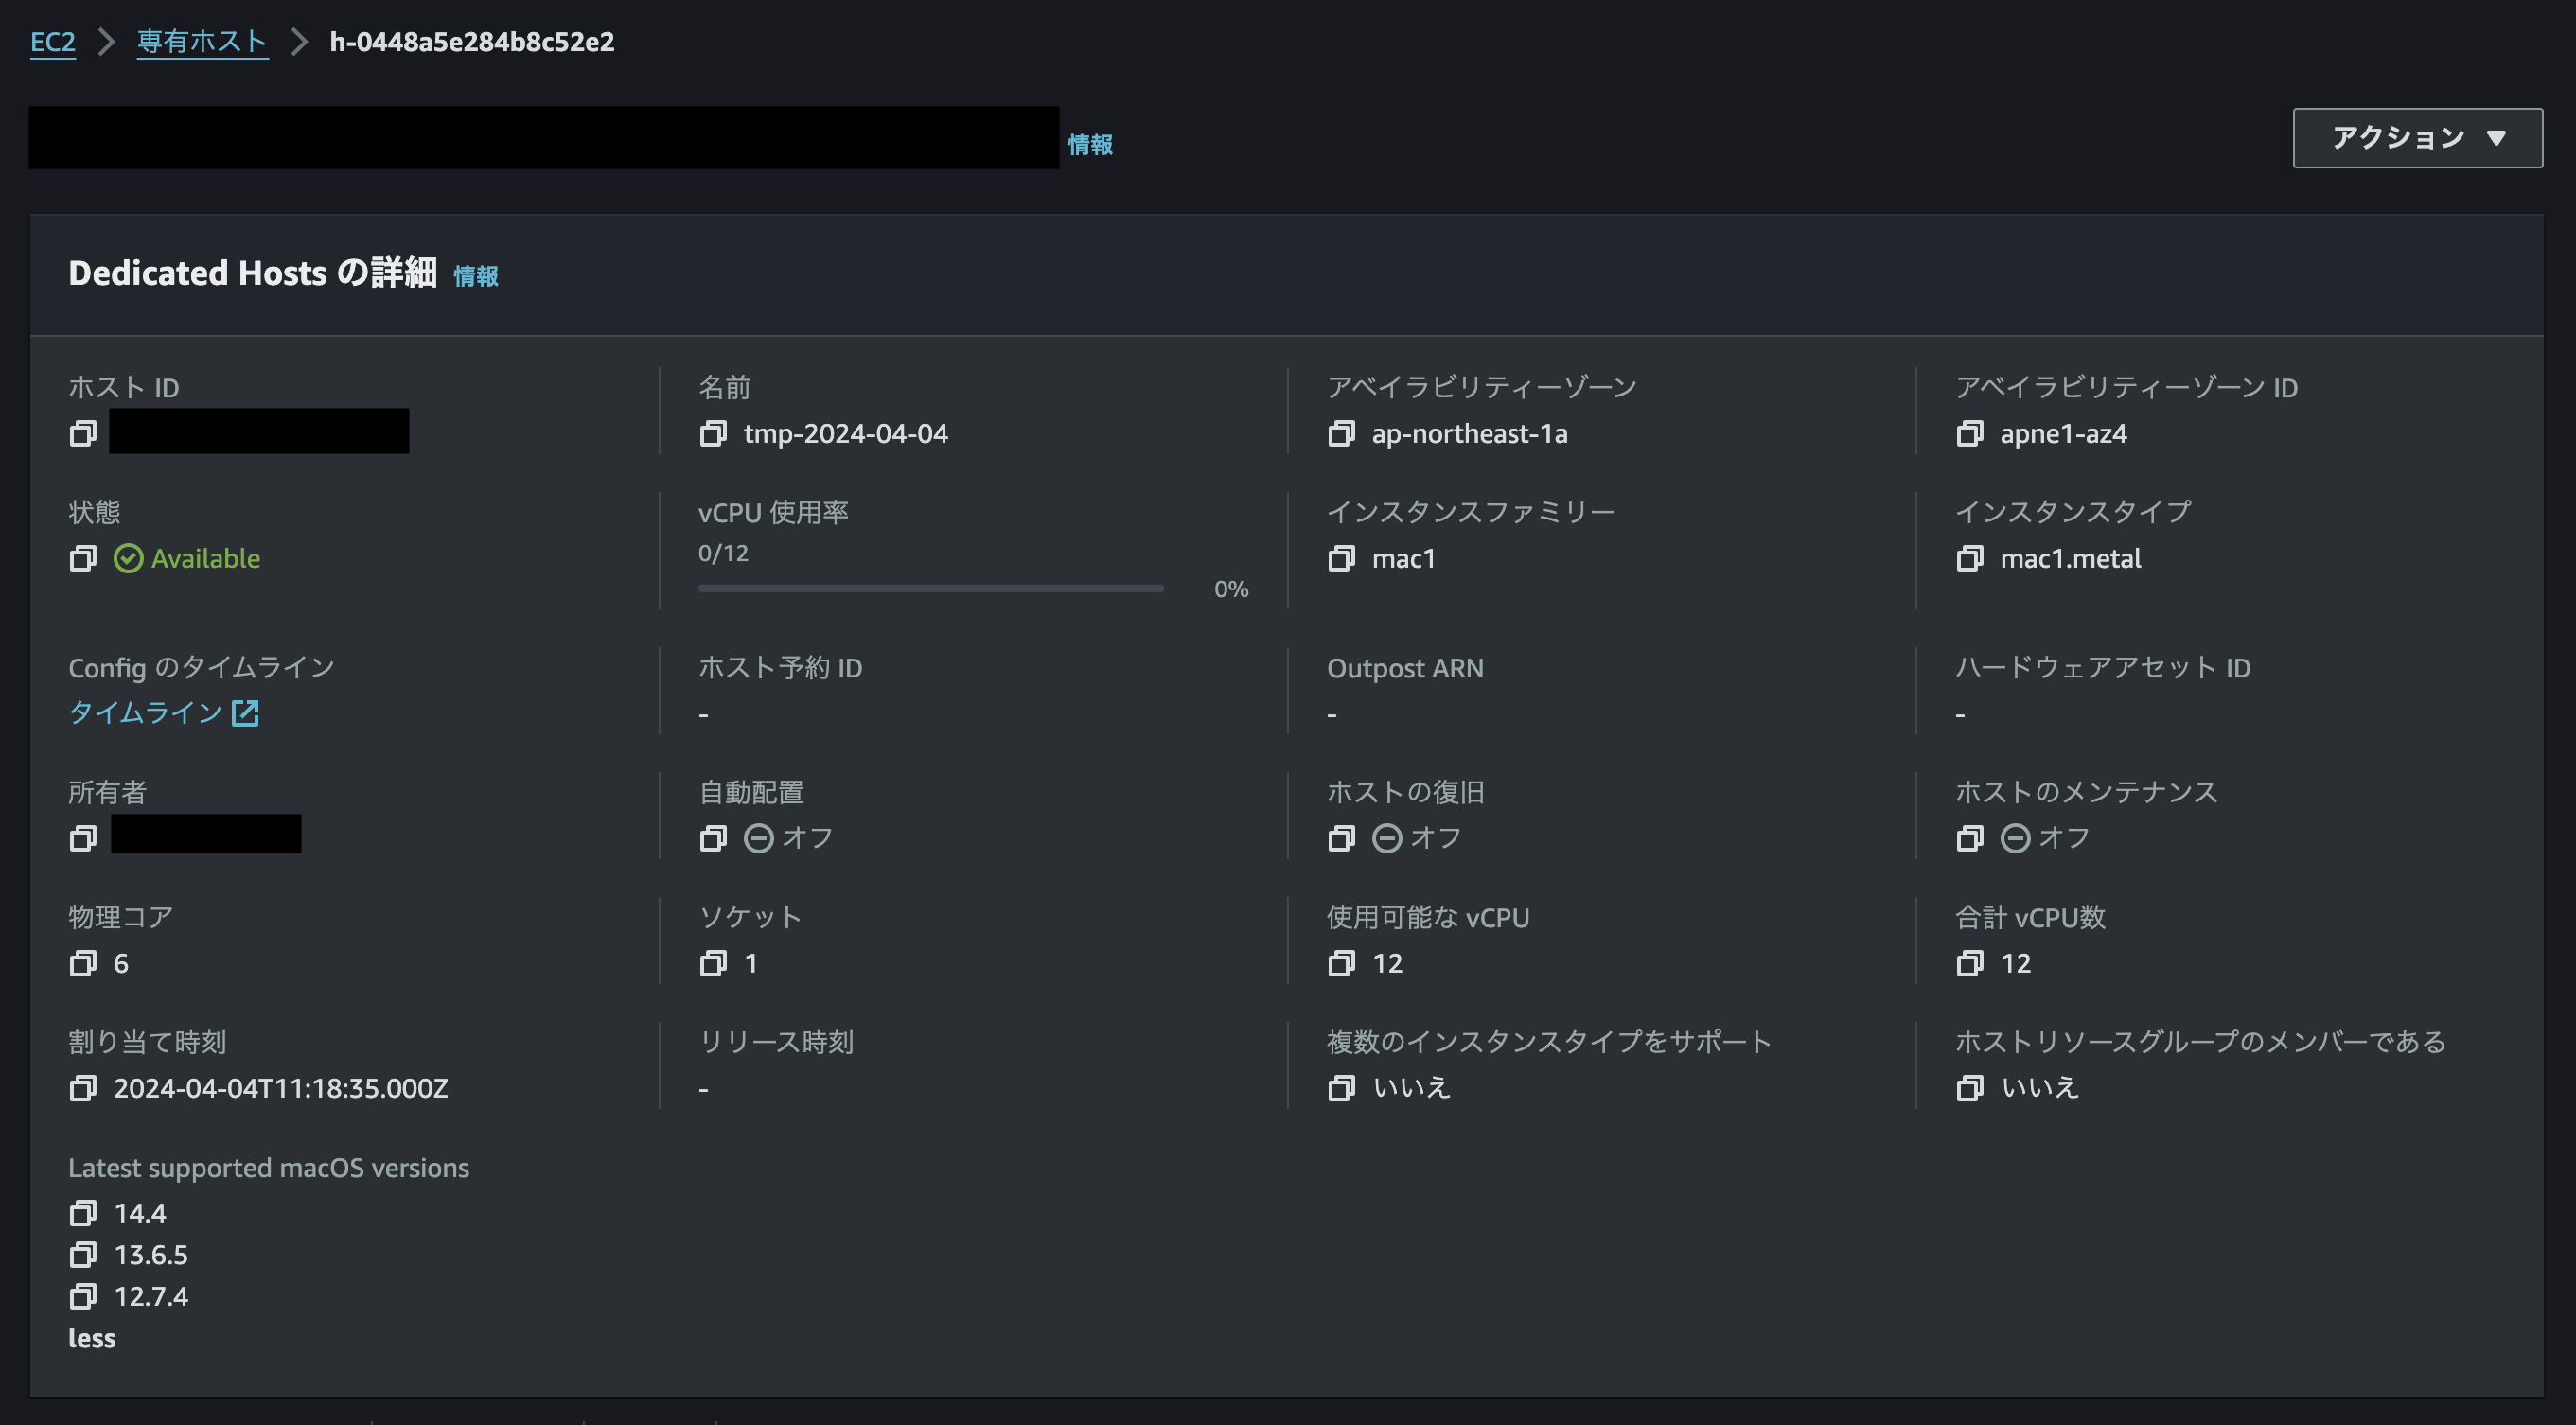 EC2 > 専有ホスト > h-0448a5e284b8c52e2
情報
アクション ▼
Dedicated Hosts の詳細 情報
ホスト ID
名前
tmp-2024-04-04
アベイラビリティーゾーン
ap-northeast-1a
アベイラビリティーゾーン ID
apne1-az4
状態
Available
vCPU 使用率
0/12
0%
インスタンスファミリー
mac1
インスタンスタイプ
mac1.metal
Config のタイムライン
タイムライン
ホスト予約 ID
-
Outpost ARN
-
ハードウェアアセット ID
-
所有者
自動配置
オフ
ホストの復旧
オフ
ホストのメンテナンス
オフ
物理コア
6
ソケット
1
使用可能な vCPU
12
合計 vCPU数
12
割り当て時刻
2024-04-04T11:18:35.000Z
リリース時刻
-
複数のインスタンスタイプをサポート
いいえ
ホストリソースグループのメンバーである
いいえ
Latest supported macOS versions
14.4
13.6.5
12.7.4
less